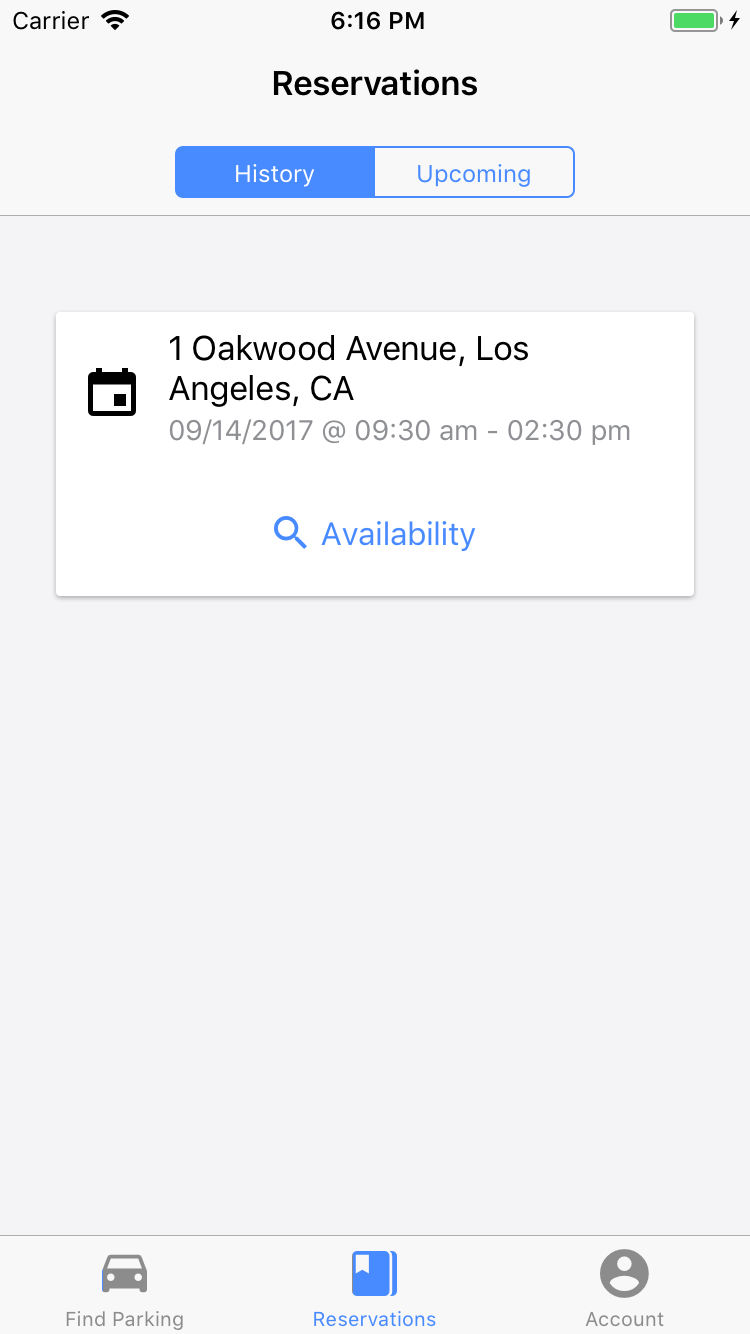 Carrier 6:16 PM
Reservations
History Upcoming
1 Oakwood Avenue, Los
Angeles, CA
09/14/2017 @ 09:30 am - 02:30 pm
Availability
Find Parking Reservations Account